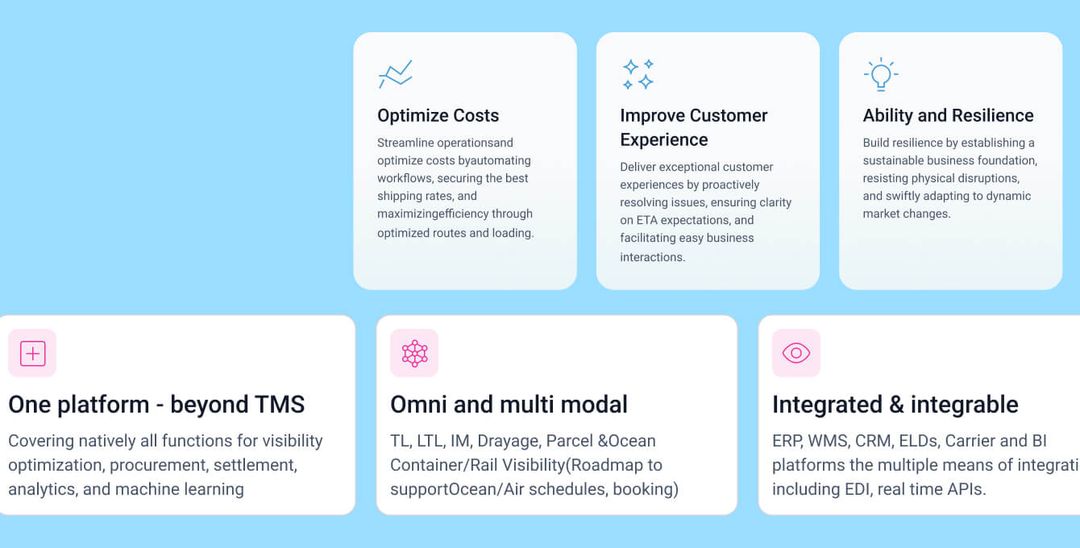 Optimize Costs
Streamline operationsand
optimize costs byautomating
workflows, securing the best
shipping rates, and
maximizingefficiency through
optimized routes and loading.
Improve Customer
Experience
Deliver exceptional customer
experiences by proactively
resolving issues, ensuring clarity
on ETA expectations, and
facilitating easy business
interactions.
Ability and Resilience
Build resilience by establishing a
sustainable business foundation,
resisting physical disruptions,
and swiftly adapting to dynamic
market changes.
One platform - beyond TMS
Covering natively all functions for visibility
optimization, procurement, settlement,
analytics, and machine learning
Omni and multi modal
TL, LTL, IM, Drayage, Parcel &Ocean
Container/Rail Visibility(Roadmap to
supportOcean/Air schedules, booking)
Integrated & integrable
ERP, WMS, CRM, ELDs, Carrier and BI
platforms the multiple means of
including EDI, real time APIs.